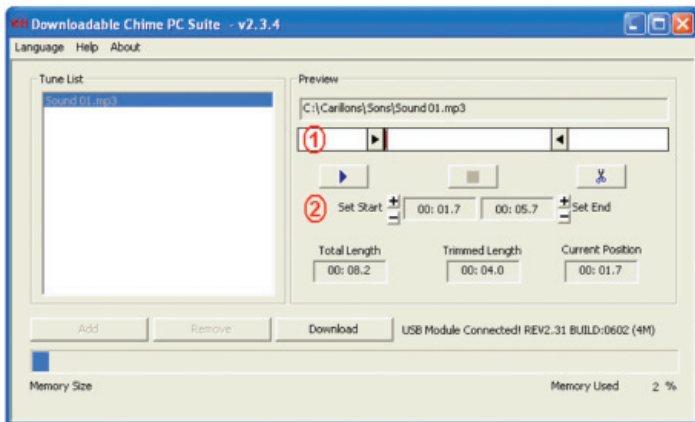 Downloadable Chime PC Suite - v2.3.4
Language Help About
Tune List
Sound 01.mp3
Preview
C:\Carillons\Sons\Sound 01.mp3
1
2 Set Start + - 00: 01.7 00: 05.7 + - Set End
Total Length Trimmed Length Current Position
00: 08.2 00: 04.0 00: 01.7
Add Remove Download USB Module Connected! REV2.31 BUILD:0602 (4M)
Memory Size Memory Used 2 %